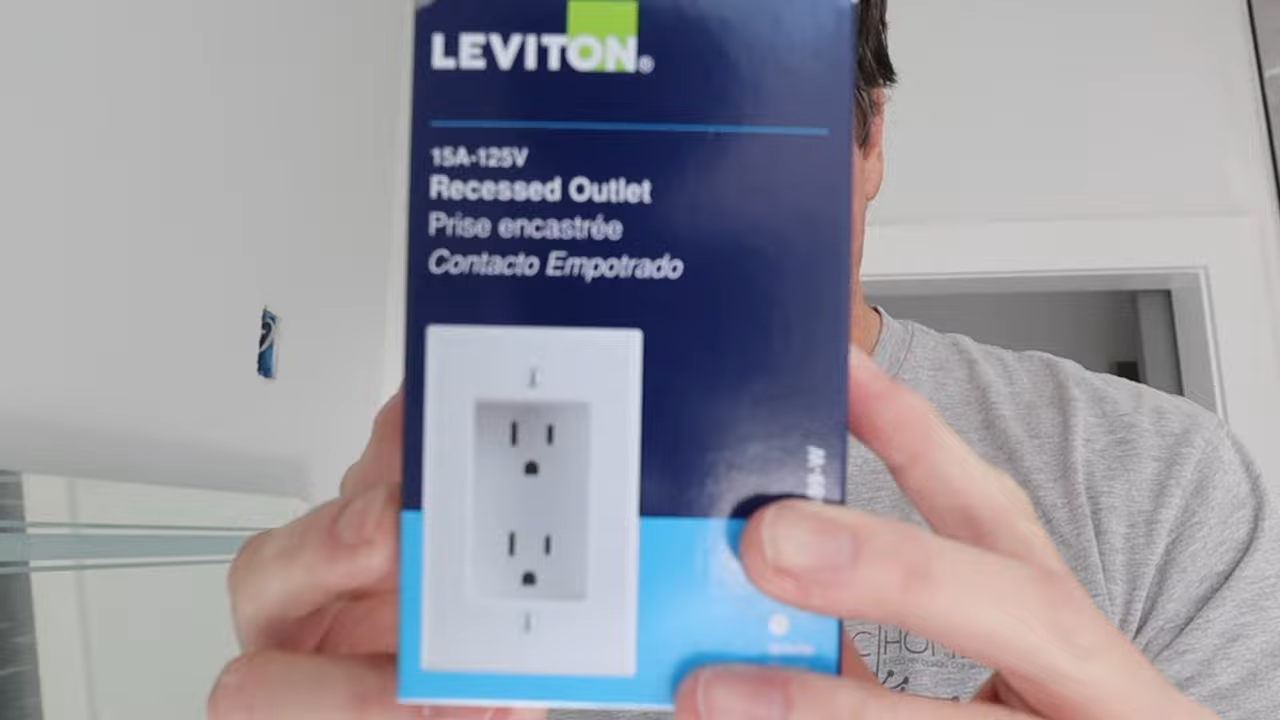 LEVITON®
15A-125V
Recessed Outlet
Prise encastrée
Contacto Empotrado